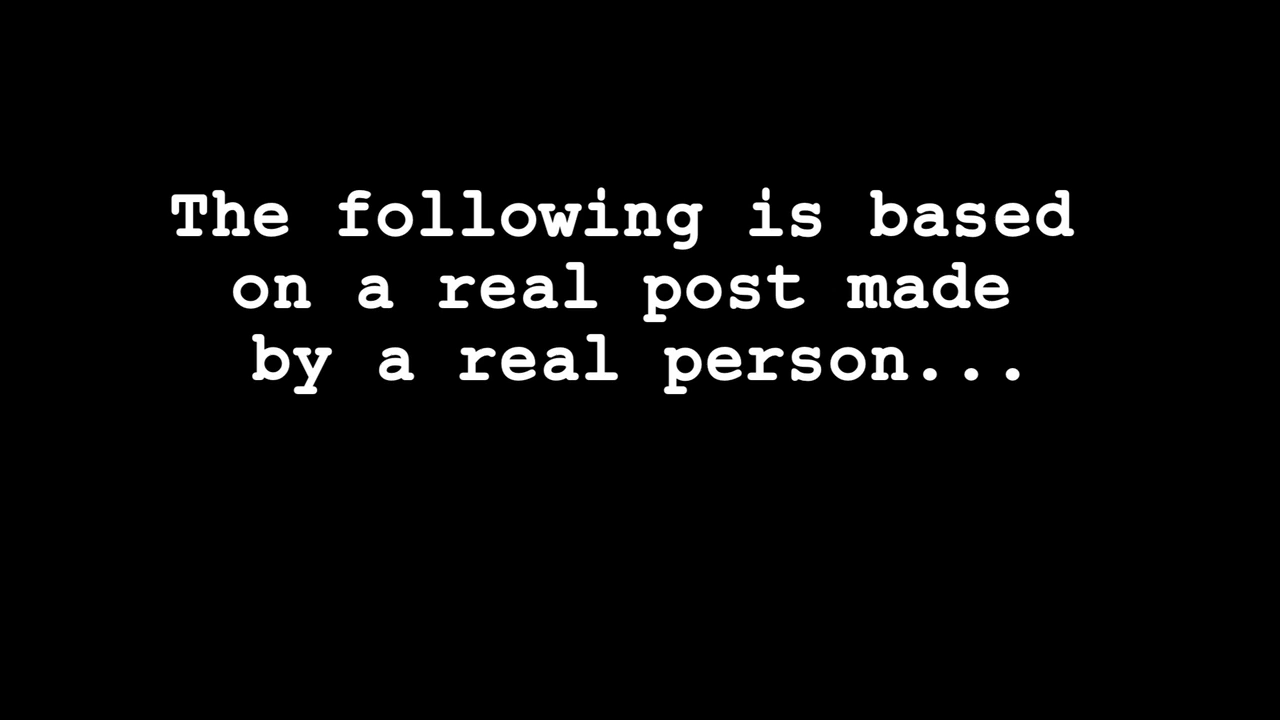 The following is based
on a real post made
by a real person...